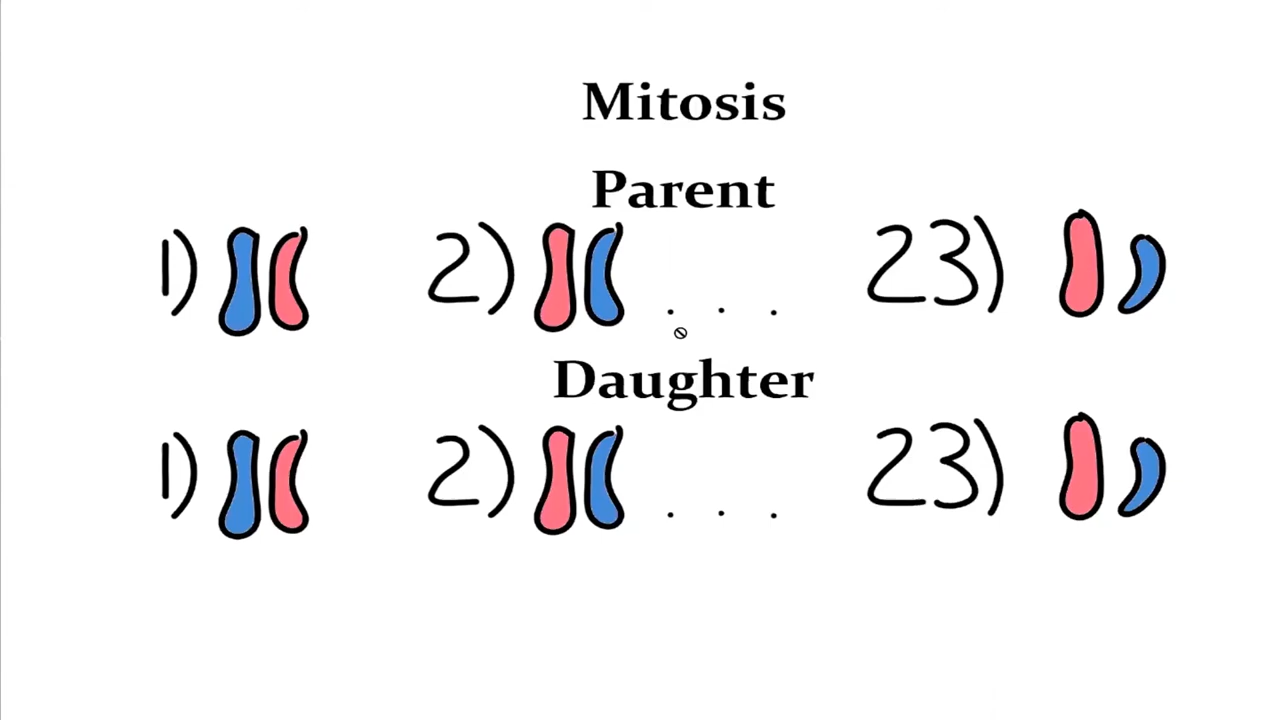 Mitosis
Parent
1) 2) . . . 23)
Daughter
1) 2) . . . 23)